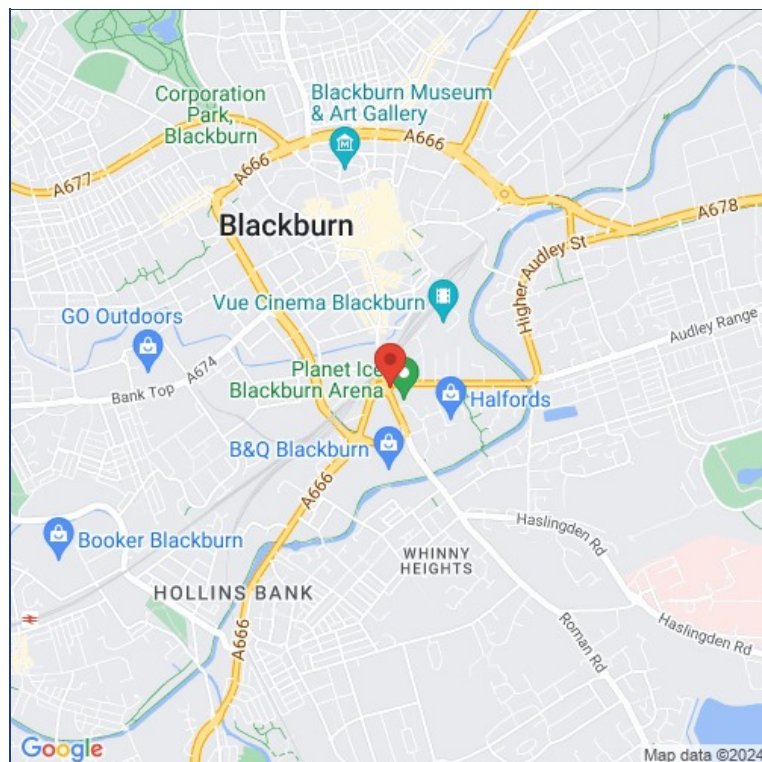 Corporation
Park,
Blackburn
Blackburn Museum
& Art Gallery
A666
A666
A677
A678
Blackburn
Higher Audley St
Vue Cinema Blackburn
GO Outdoors
Audley Range
A674
Bank Top
Planet Ice
Blackburn Arena
Halfords
B&Q Blackburn
A666
Haslingden Rd
Booker Blackburn
WHINNY
HEIGHTS
HOLLINS BANK
Haslingden Rd
Roman Rd
A666
Google
Map data ©2024